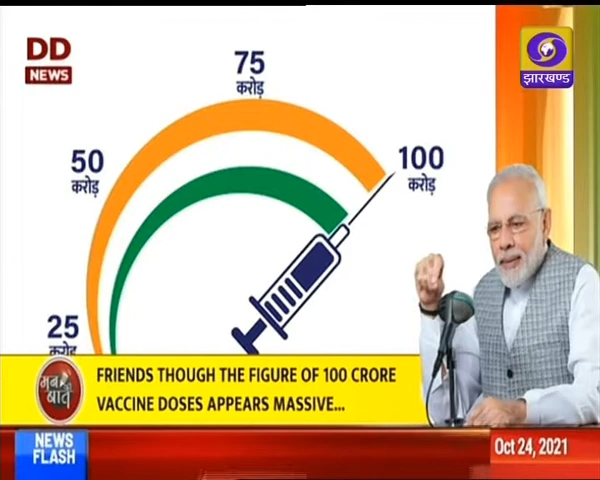 DD
NEWS
झारखण्ड
75
करोड़
50
करोड़
100
करोड़
25
करोड़
मन की
बात
FRIENDS THOUGH THE FIGURE OF 100 CRORE
VACCINE DOSES APPEARS MASSIVE...
NEWS
FLASH
Oct 24, 2021